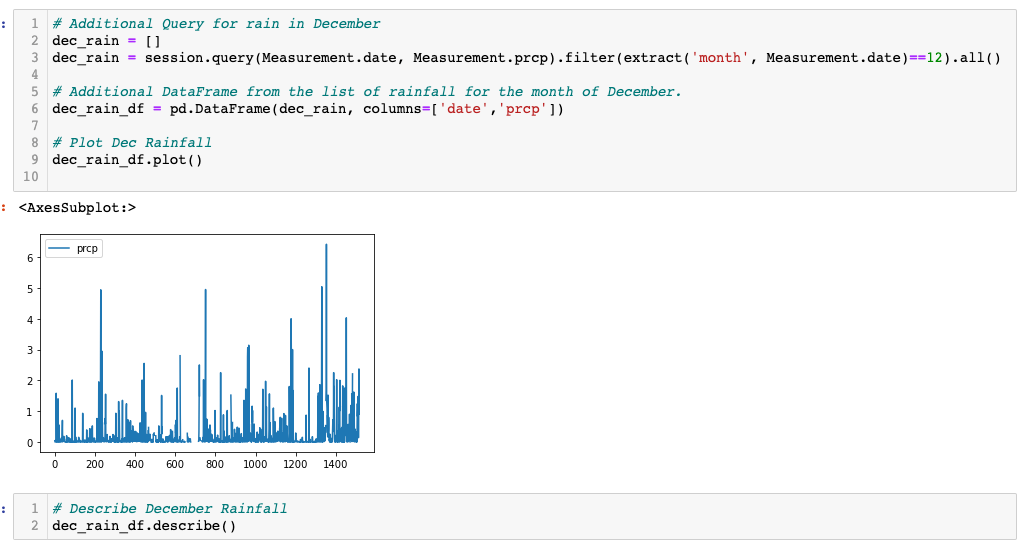 :
1 # Additional Query for rain in December
2 dec_rain = []
3 dec_rain = session.query(Measurement.date, Measurement.prcp).filter(extract('month', Measurement.date)==12).all()
4
5 # Additional DataFrame from the list of rainfall for the month of December.
6 dec_rain_df = pd.DataFrame(dec_rain, columns=['date','prcp'])
7
8 # Plot Dec Rainfall
9 dec_rain_df.plot()
10
: <AxesSubplot:>
prcp
6
5
4
3
2
1
0
0 200 400 600 800 1000 1200 1400
:
1 # Describe December Rainfall
2 dec_rain_df.describe()